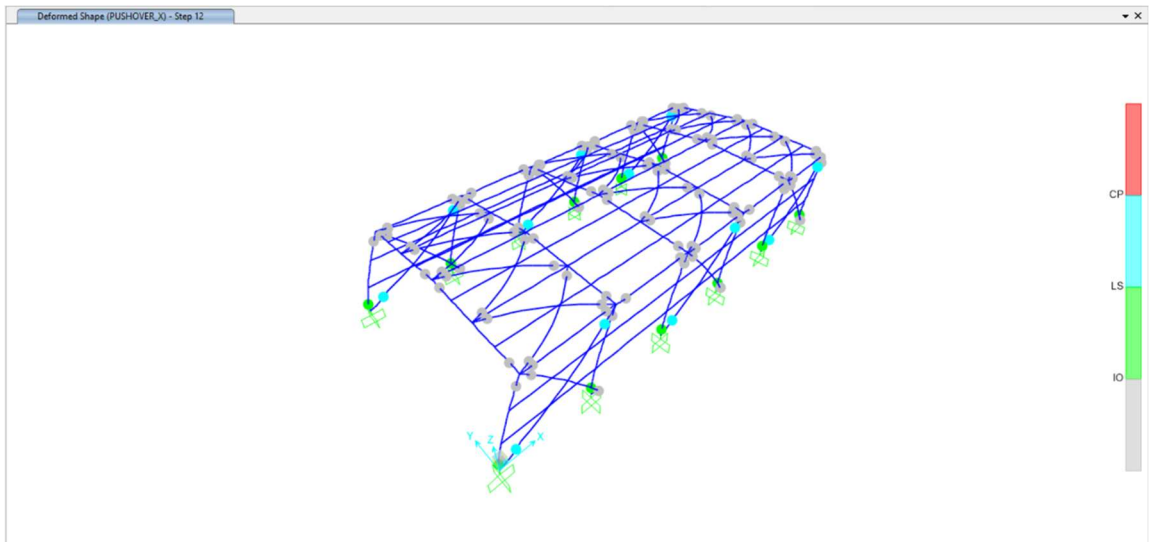 Deformed Shape (PUSHOVER_X) - Step 12
CP
LS
IO
Y
Z
X